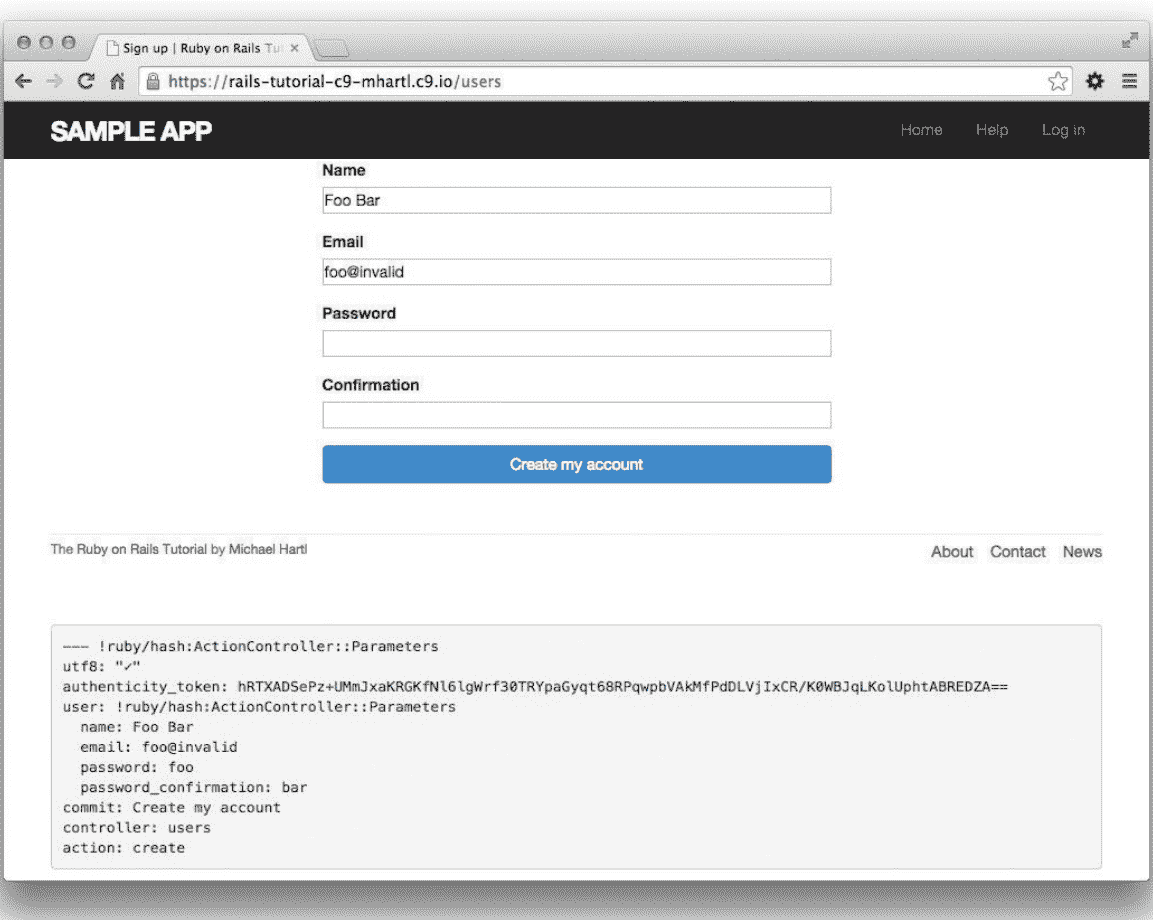 Sign up | Ruby on Rails Tu
https://rails-tutorial-c9-mhartl.c9.io/users
SAMPLE APP
Home Help Log in
Name
Foo Bar
Email
foo@invalid
Password
Confirmation
Create my account
The Ruby on Rails Tutorial by Michael Hartl
About Contact News
--- !ruby/hash:ActionController::Parameters
utf8: "✓"
authenticity_token: hRTXADSePz+UMmJxaKRGKfNl6lgWrf30TRYpaGyqt68RPqwpbVAkMfPdDLVjIxCR/K0WBJqLKolUphtABREDZA==
user: !ruby/hash:ActionController::Parameters
  name: Foo Bar
  email: foo@invalid
  password: foo
  password_confirmation: bar
commit: Create my account
controller: users
action: create